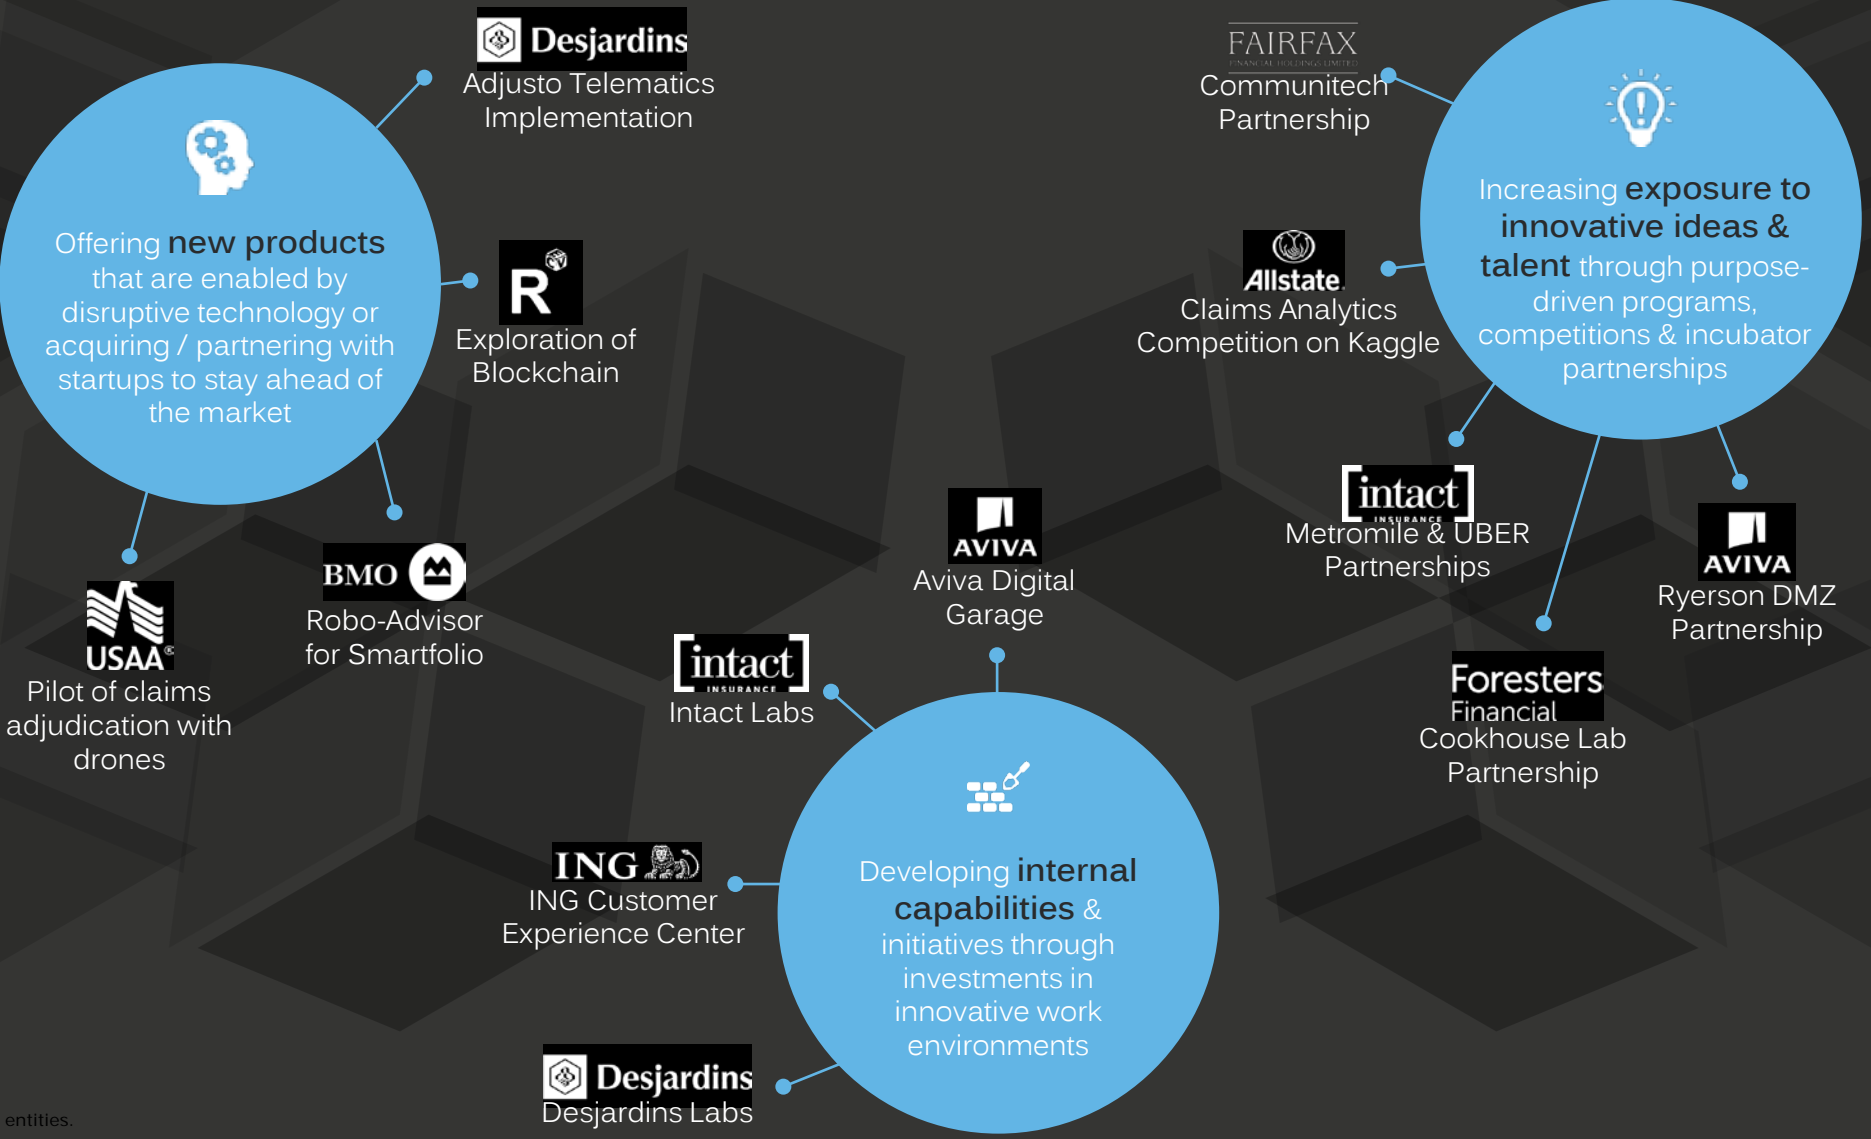 Desjardins
Adjusto Telematics
Implementation
Offering new products
that are enabled by
disruptive technology or
acquiring / partnering with
startups to stay ahead of
the market
R³
Exploration of
Blockchain
BMO
Robo-Advisor
for Smartfolio
USAA®
Pilot of claims
adjudication with
drones
FAIRFAX
FINANCIAL HOLDINGS LIMITED
Communitech
Partnership
Increasing exposure to
innovative ideas &
talent through purpose-
driven programs,
competitions & incubator
partnerships
Allstate
Claims Analytics
Competition on Kaggle
intact
INSURANCE
Metromile & UBER
Partnerships
AVIVA
Ryerson DMZ
Partnership
Foresters
Financial
Cookhouse Lab
Partnership
AVIVA
Aviva Digital
Garage
intact
INSURANCE
Intact Labs
ING
ING Customer
Experience Center
Developing internal
capabilities &
initiatives through
investments in
innovative work
environments
Desjardins
Desjardins Labs
entities.